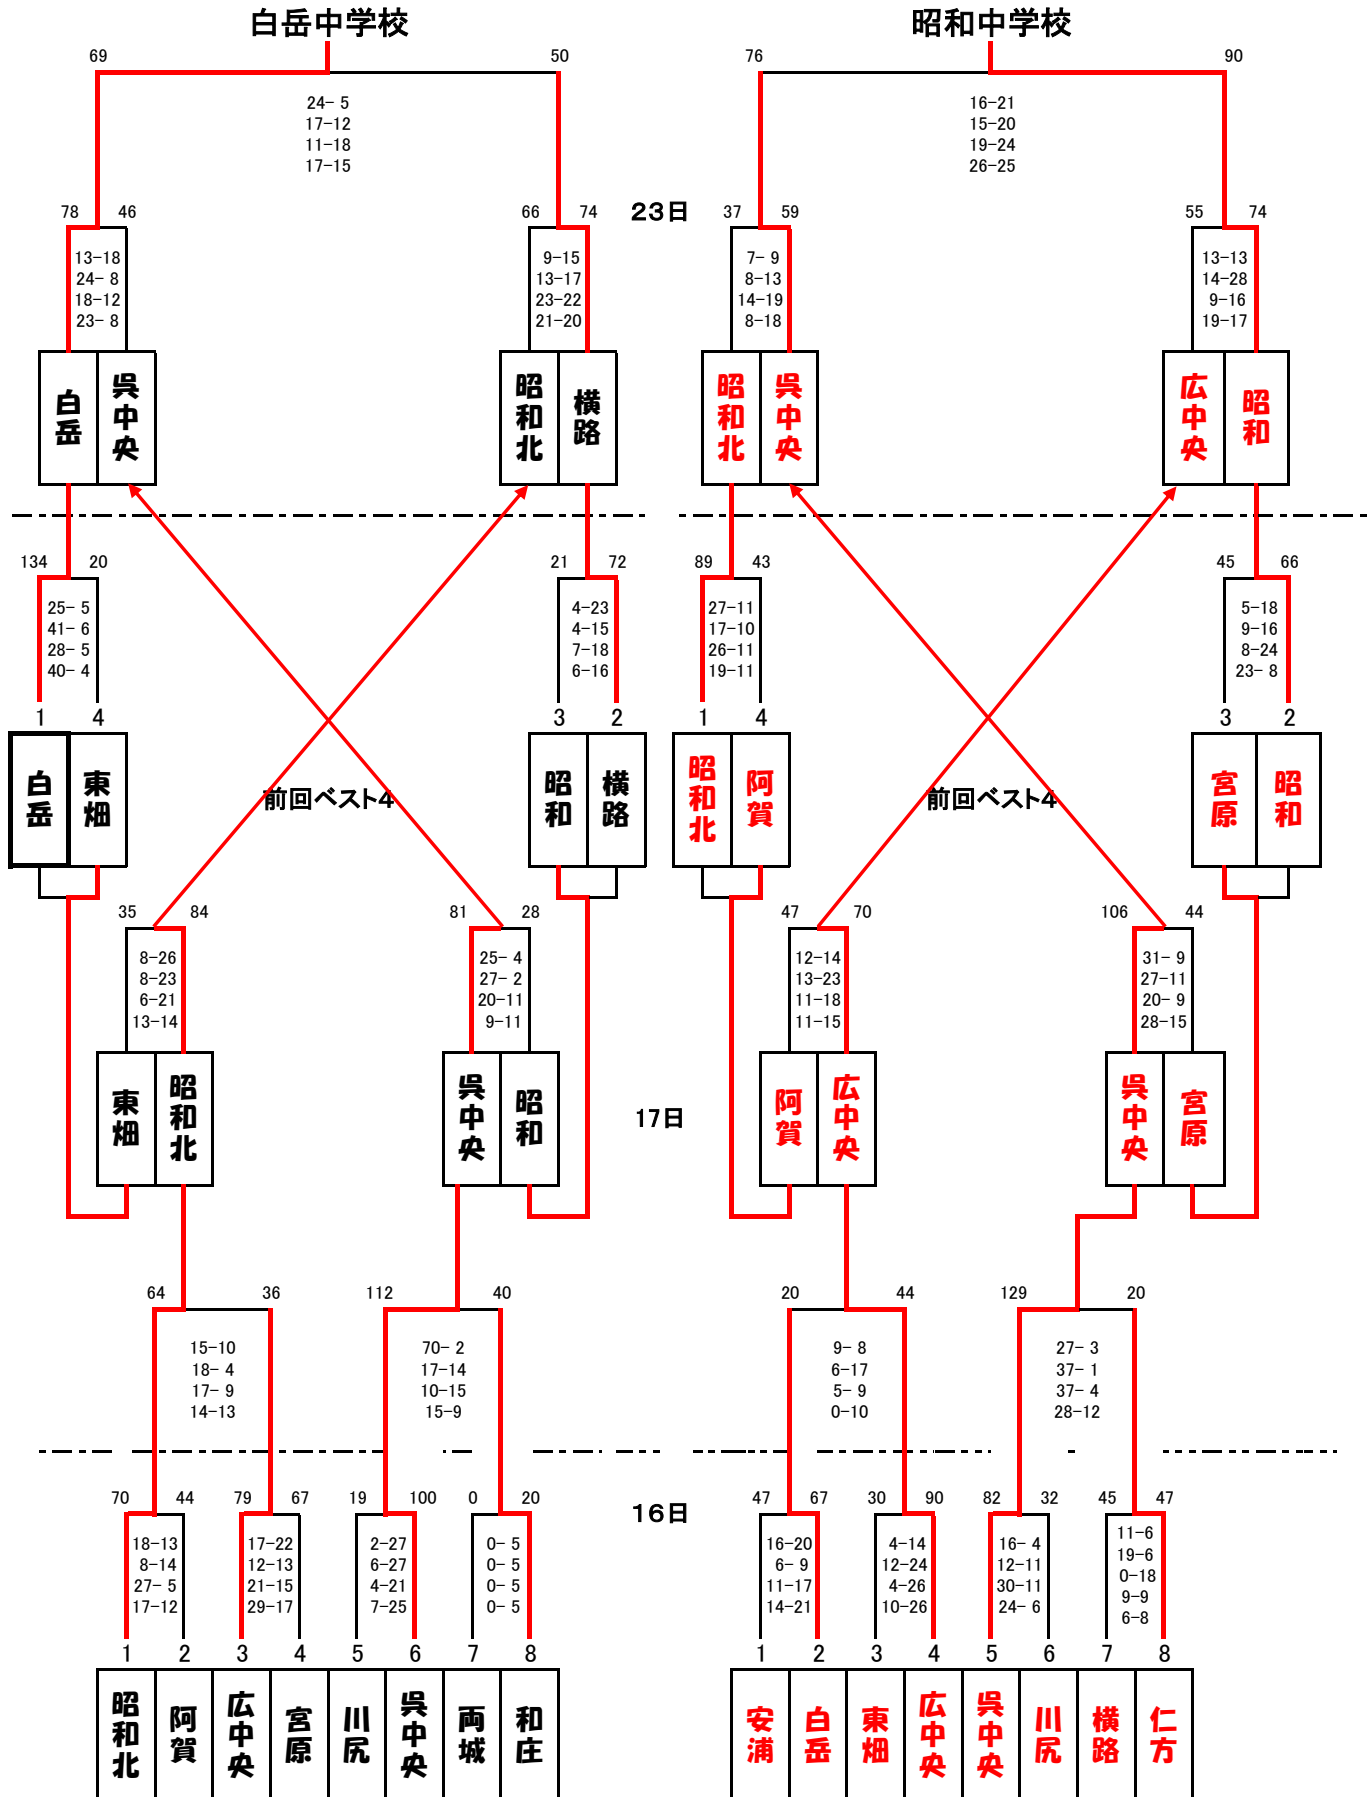 白岳中学校 昭和中学校
69 50 76 90
24- 5 16-21
17-12 15-20
11-18 19-24
17-15 26-25
78 46 66 74 23日 37 59 55 74
13-18 9-15 7- 9 13-13
24- 8 13-17 8-13 14-28
18-12 23-22 14-19 9-16
23- 8 21-20 8-18 19-17
白岳 呉中央 昭和北 横路 昭和北 呉中央 広中央 昭和
134 20 21 72 89 43 45 66
25- 5 4-23 27-11 5-18
41- 6 4-15 17-10 9-16
28- 5 7-18 26-11 8-24
40- 4 6-16 19-11 23- 8
1 4 3 2 1 4 3 2
白岳 東畑 昭和 横路 昭和北 阿賀 宮原 昭和
前回ベスト4 前回ベスト4
35 84 81 28 47 70 106 44
8-26 25- 4 12-14 31- 9
8-23 27- 2 13-23 27-11
6-21 20-11 11-18 20- 9
13-14 9-11 11-15 28-15
東畑 昭和北 呉中央 昭和 17日 阿賀 広中央 呉中央 宮原
64 36 112 40 20 44 129 20
15-10 70- 2 9- 8 27- 3
18- 4 17-14 6-17 37- 1
17- 9 10-15 5- 9 37- 4
14-13 15-9 0-10 28-12
70 44 79 67 19 100 0 20 16日 47 67 30 90 82 32 45 47
18-13 17-22 2-27 0- 5 16-20 4-14 16- 4 11-6
8-14 12-13 6-27 0- 5 6- 9 12-24 12-11 19-6
27- 5 21-15 4-21 0- 5 11-17 4-26 30-11 0-18
17-12 29-17 7-25 0- 5 14-21 10-26 24- 6 9-9
6-8
1 2 3 4 5 6 7 8 1 2 3 4 5 6 7 8
昭和北 阿賀 広中央 宮原 川尻 呉中央 両城 和庄 安浦 白岳 東畑 広中央 呉中央 川尻 横路 仁方